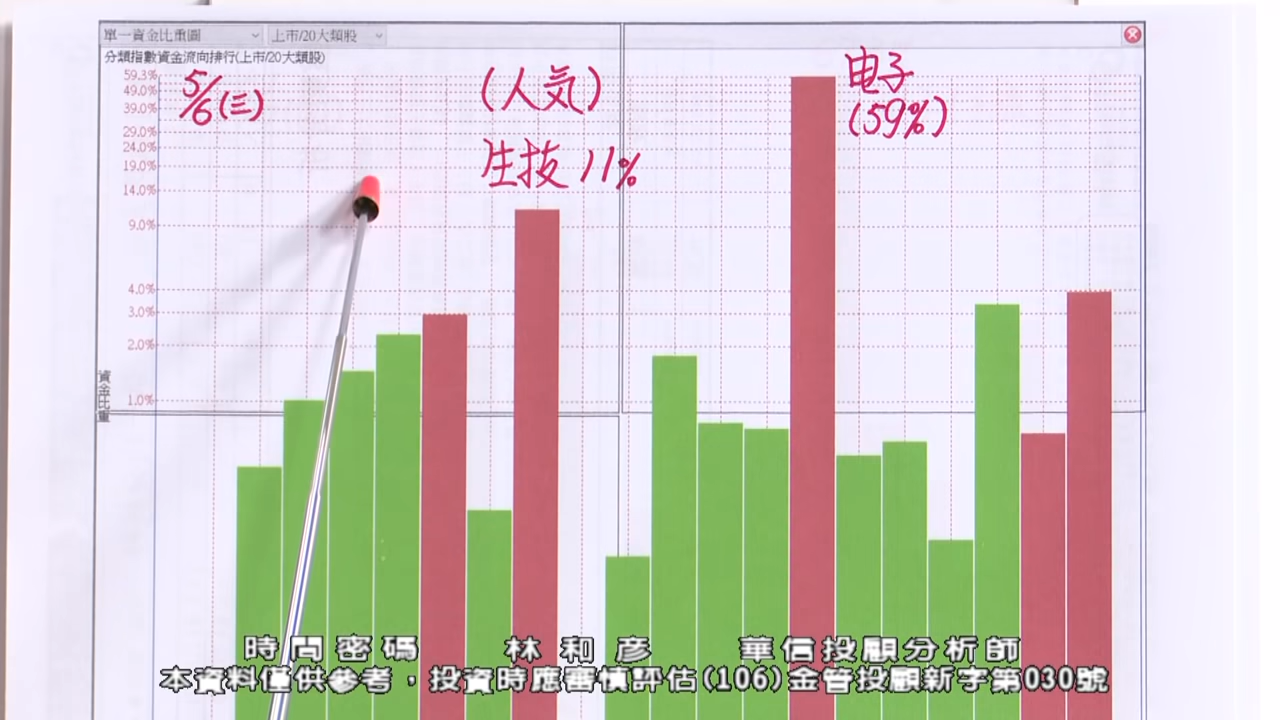 單一資金比重圖 上市/20大類股
分類指數資金流向排行(上市/20大類股)
59.3%
49.0%
39.0%
29.0%
24.0%
19.0%
14.0%
9.0%
4.0%
3.0%
2.0%
1.0%
資金比重
5/6(三)
(人気)
生技 11%
电子
(59%)
時間密碼 林和彥 華信投顧分析師
本資料僅供參考，投資時應審慎評估(106)金管投顧新字第030號